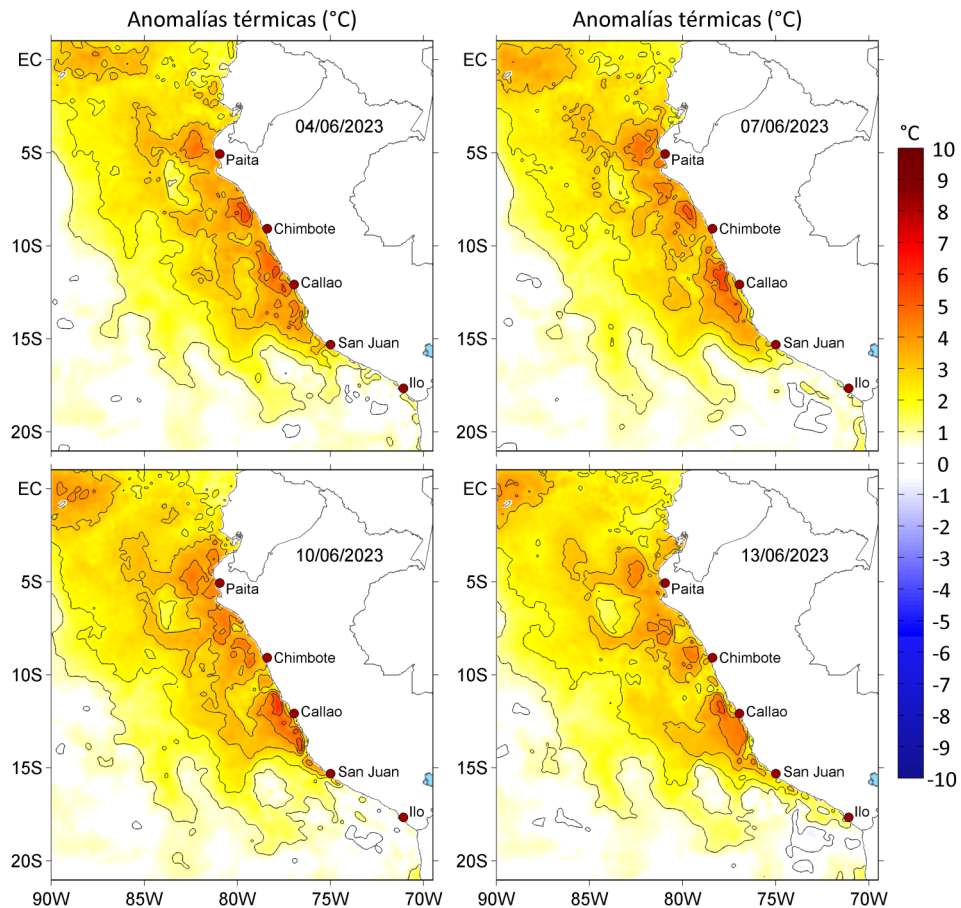 Anomalías térmicas (°C)
Anomalías térmicas (°C)
EC
5S
10S
15S
20S
04/06/2023
Paita
Chimbote
Callao
San Juan
Ilo
EC
5S
10S
15S
20S
07/06/2023
Paita
Chimbote
Callao
San Juan
Ilo
EC
5S
10S
15S
20S
10/06/2023
Paita
Chimbote
Callao
San Juan
Ilo
90W 85W 80W 75W 70W
EC
5S
10S
15S
20S
13/06/2023
Paita
Chimbote
Callao
San Juan
Ilo
90W 85W 80W 75W 70W
°C
10
9
8
7
6
5
4
3
2
1
0
-1
-2
-3
-4
-5
-6
-7
-8
-9
-10